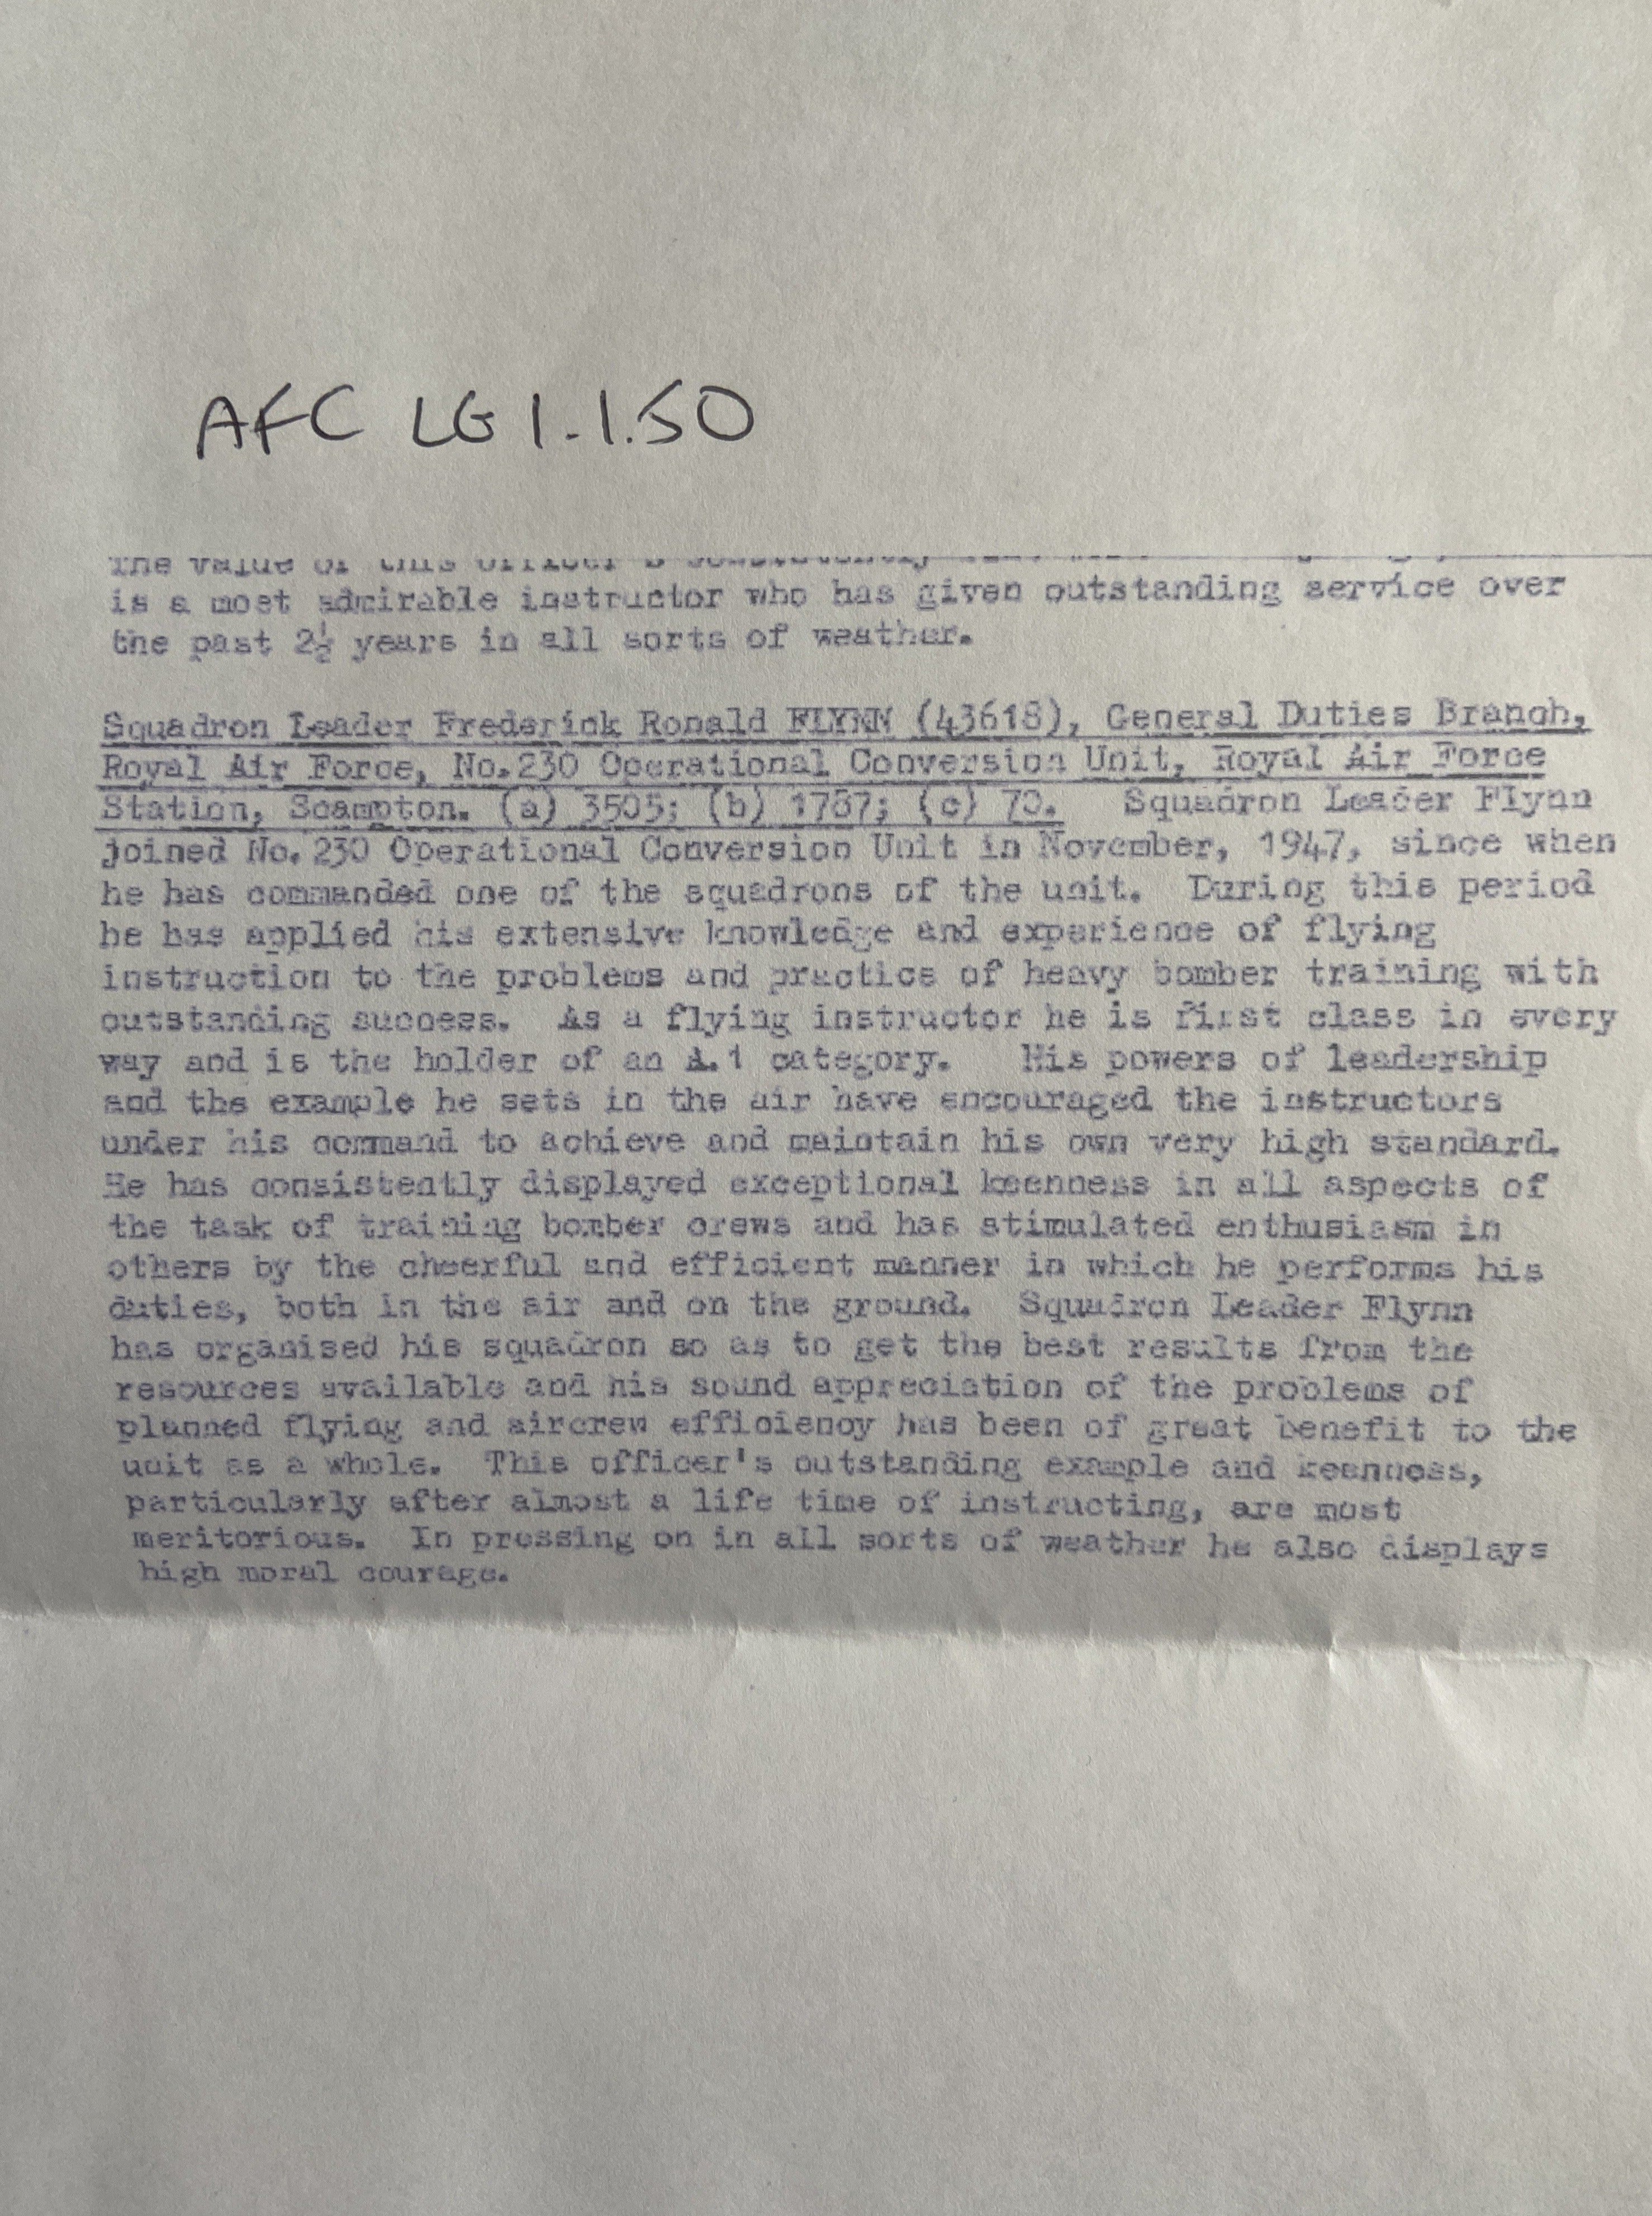 AFC LG 1.1.50
The value of this officer's
is a most admirable instructor who has given outstanding service over
the past 2½ years in all sorts of weather.
Squadron Leader Frederick Ronald FLYNN (43618), General Duties Branch,
Royal Air Force, No.230 Operational Conversion Unit, Royal Air Force
Station, Scampton. (a) 3505; (b) 1787; (c) 70. Squadron Leader Flynn
joined No.230 Operational Conversion Unit in November, 1947, since when
he has commanded one of the squadrons of the unit. During this period
he has applied his extensive knowledge and experience of flying
instruction to the problems and practice of heavy bomber training with
outstanding success. As a flying instructor he is first class in every
way and is the holder of an A.1 category. His powers of leadership
and the example he sets in the air have encouraged the instructors
under his command to achieve and maintain his own very high standard.
He has consistently displayed exceptional keenness in all aspects of
the task of training bomber crews and has stimulated enthusiasm in
others by the cheerful and efficient manner in which he performs his
duties, both in the air and on the ground. Squadron Leader Flynn
has organised his squadron so as to get the best results from the
resources available and his sound appreciation of the problems of
planned flying and aircrew efficiency has been of great benefit to the
unit as a whole. This officer's outstanding example and keenness,
particularly after almost a life time of instructing, are most
meritorious. In pressing on in all sorts of weather he also displays
high moral courage.